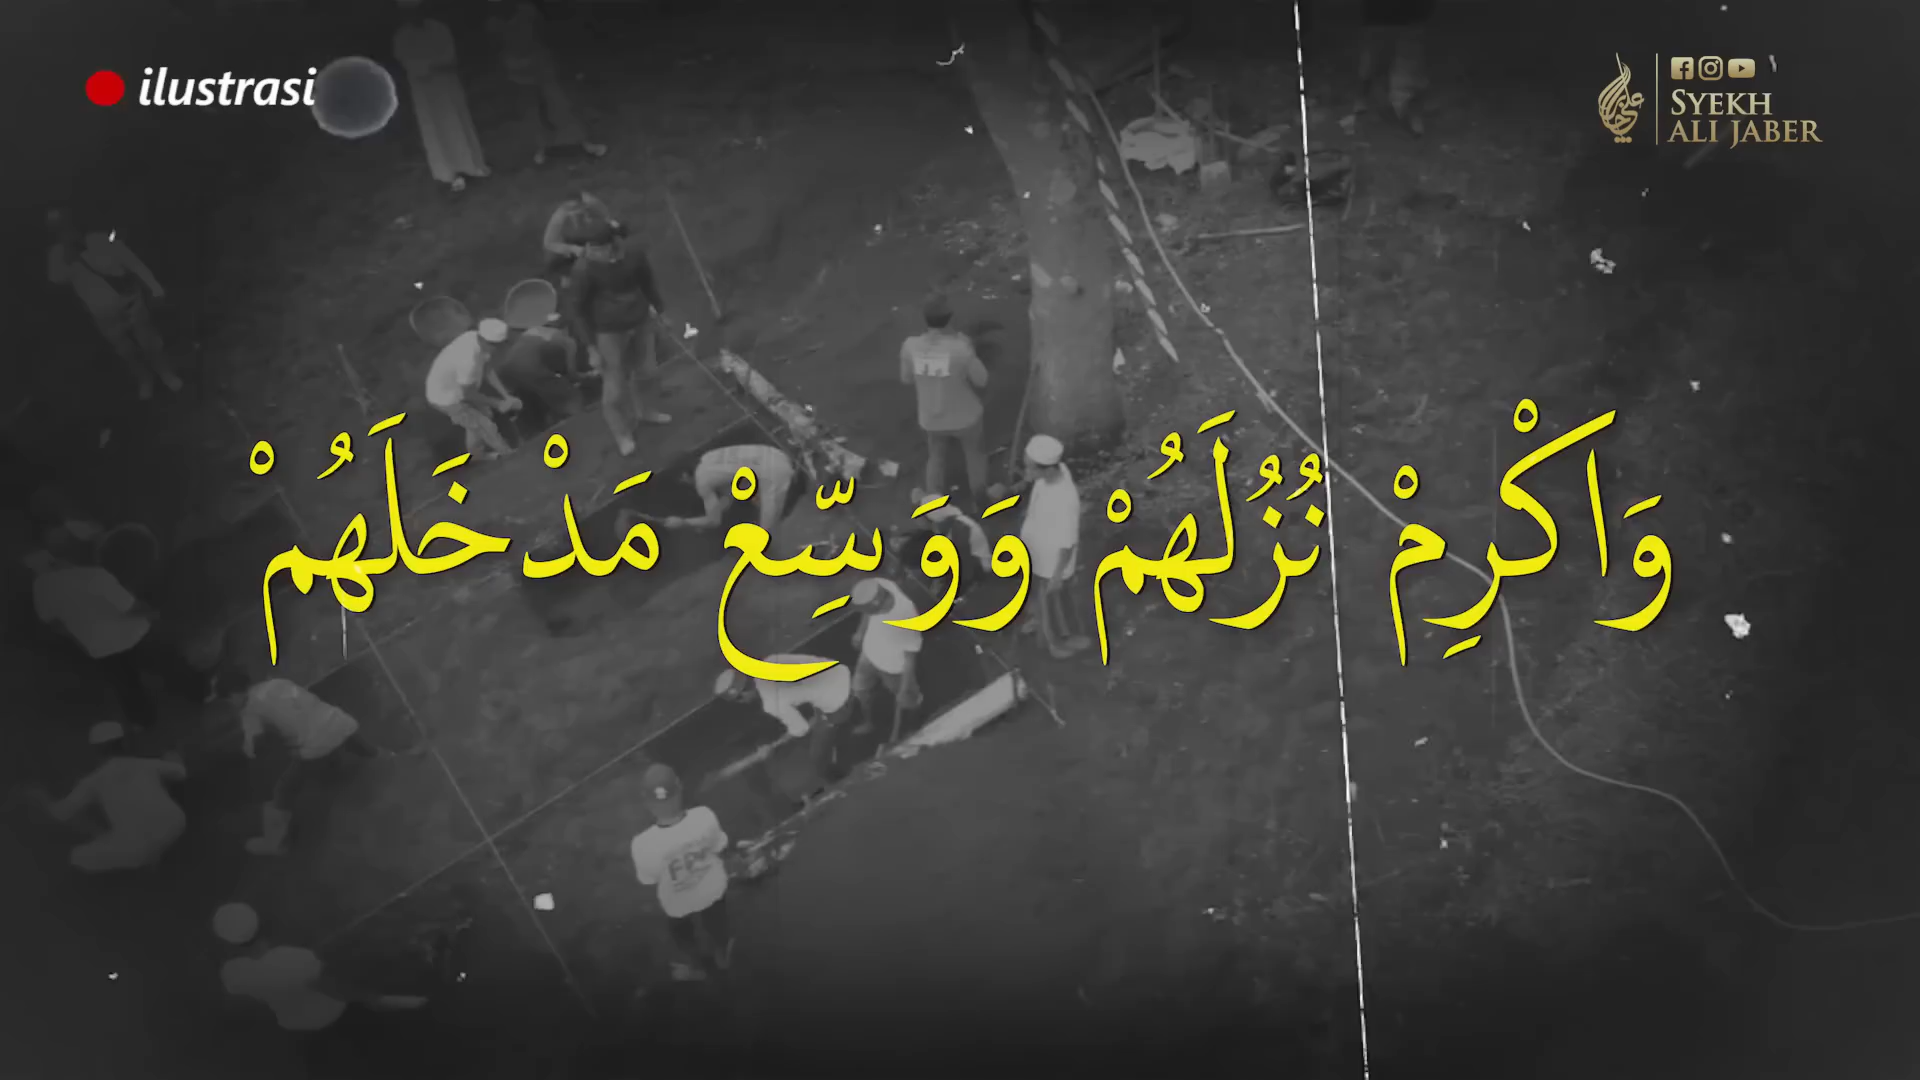 ilustrasi
SYEKH
ALI JABER
وَاكْرِمْ نُزُلَهُمْ وَوَسِّعْ مَدْخَلَهُمْ